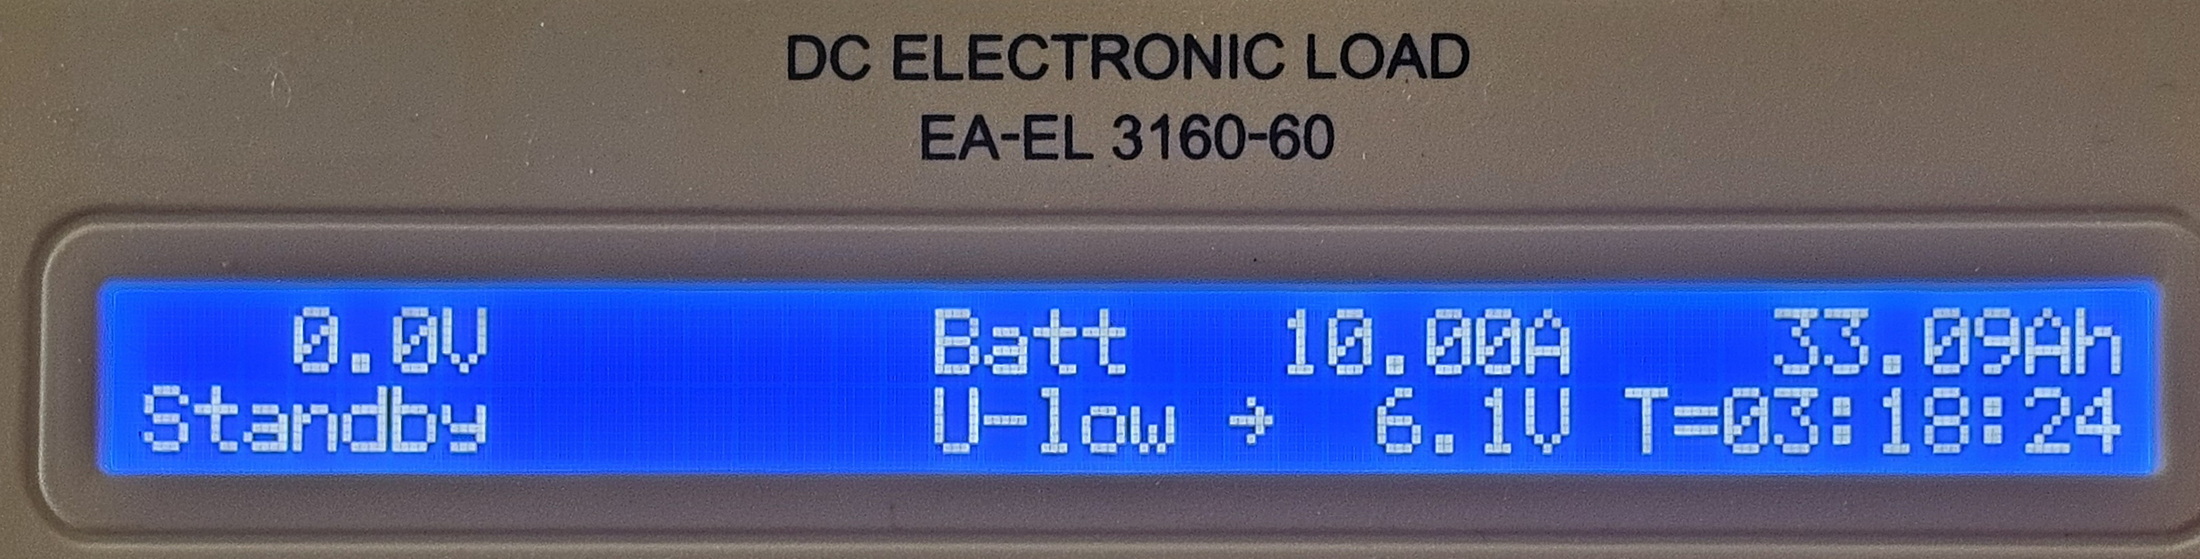 DC ELECTRONIC LOAD
EA-EL 3160-60
0.0V Batt 10.00A 33.09Ah
Standby U-low → 6.1V T=03:18:24